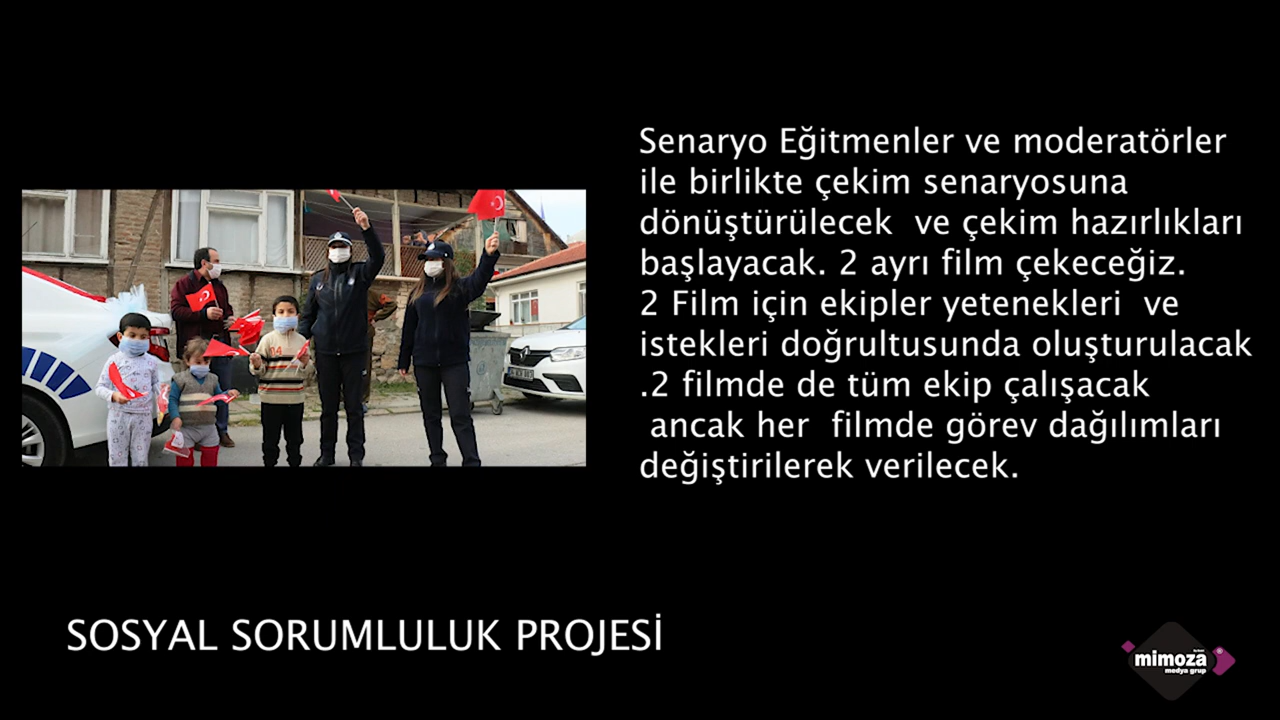 Senaryo Eğitmenler ve moderatörler
ile birlikte çekim senaryosuna
dönüştürülecek  ve çekim hazırlıkları
başlayacak. 2 ayrı film çekeceğiz.
2 Film için ekipler yetenekleri  ve
istekleri doğrultusunda oluşturulacak
.2 filmde de tüm ekip çalışacak
ancak her  filmde görev dağılımları
değiştirilerek verilecek.
SOSYAL SORUMLULUK PROJESİ
mimoza
medya grup